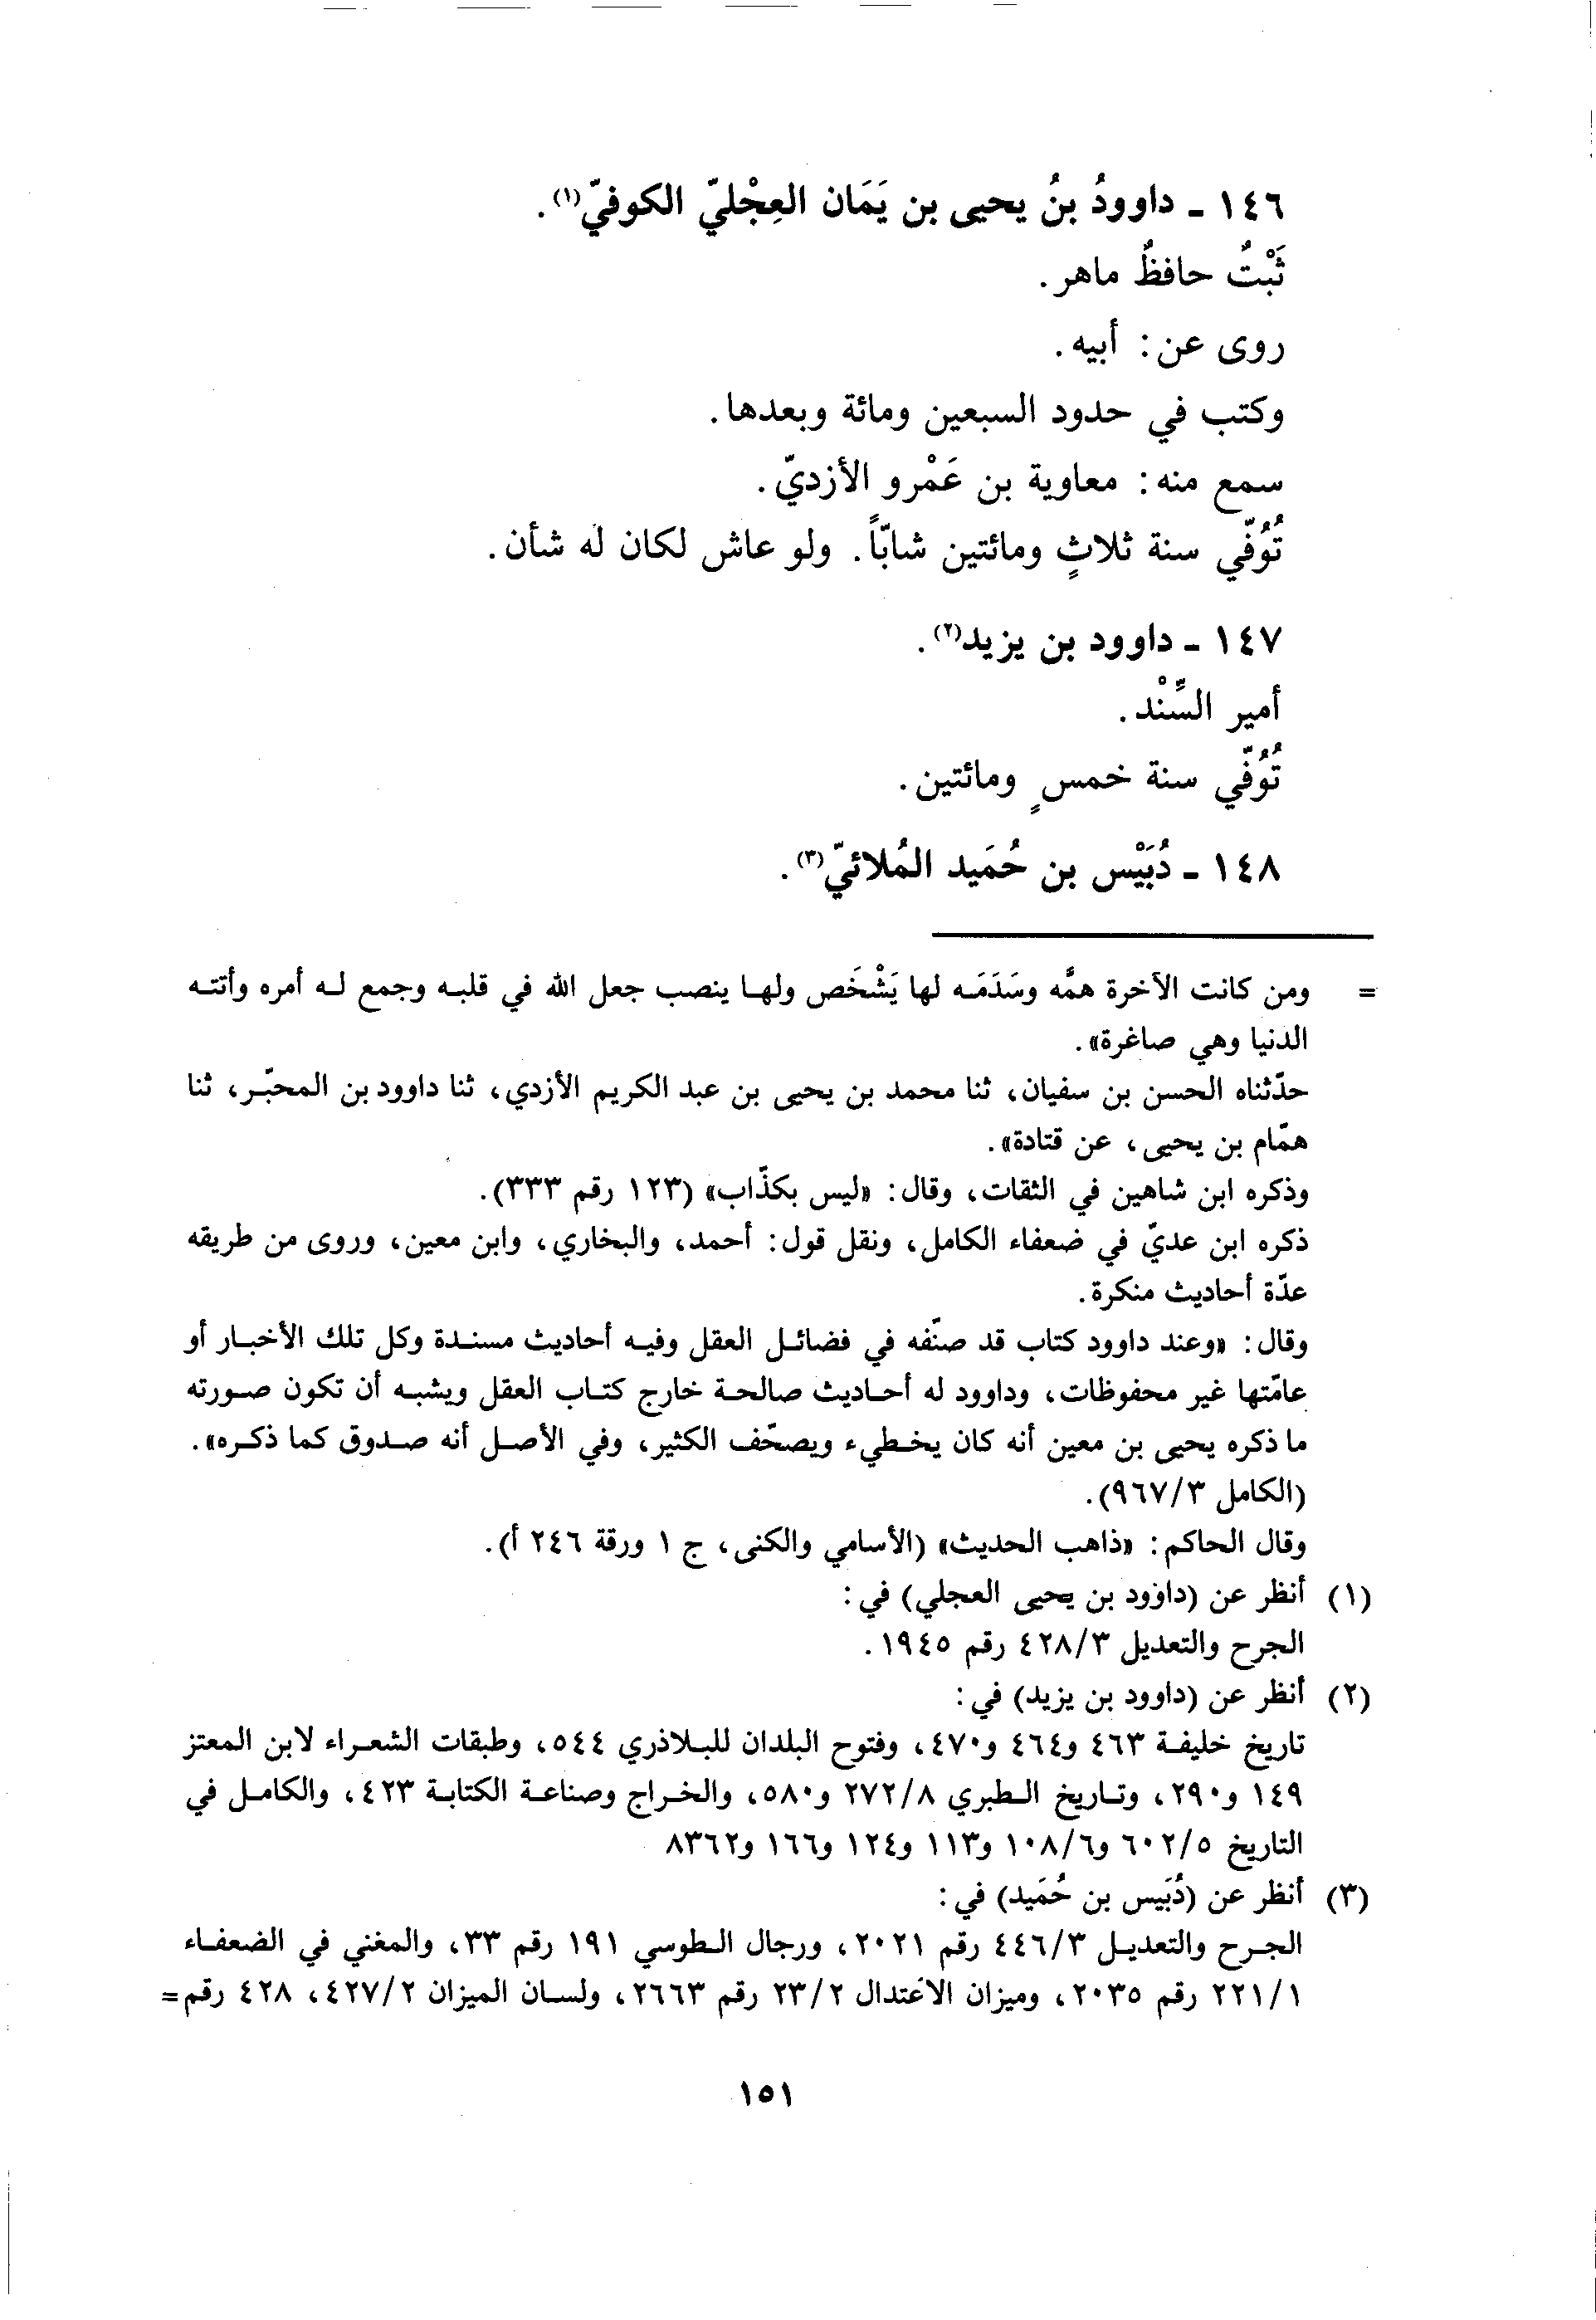 ١٤٦ - داوودُ بنُ يحيى بن يَمَان العِجْليّ الكوفيّ(١).
ثَبْتٌ حافظٌ ماهر.
روى عن: أبيه.
وكتب في حدود السبعين ومائة وبعدها.
سمع منه: معاوية بن عَمْرو الأزديّ.
تُوُفّي سنة ثلاثٍ ومائتين شابّاً. ولو عاش لكان له شأن.
١٤٧ - داوود بن يزيد(٢).
أمير السِّنْد.
تُوُفّي سنة خمسٍ ومائتين.
١٤٨ - دُبَيْس بن حُمَيد المُلائيّ(٣).
= ومن كانت الآخرة همُّه وسَدَمَه لها يَشْخَص ولها ينصب جعل الله في قلبه وجمع له أمره وأتته
الدنيا وهي صاغرة».
حدّثناه الحسن بن سفيان، ثنا محمد بن يحيى بن عبد الكريم الأزدي، ثنا داوود بن المحبّر، ثنا
همّام بن يحيى، عن قتادة».
وذكره ابن شاهين في الثقات، وقال: «ليس بكذّاب» (١٢٣ رقم ٣٣٣).
ذكره ابن عديّ في ضعفاء الكامل، ونقل قول: أحمد، والبخاري، وابن معين، وروى من طريقه
عدّة أحاديث منكرة.
وقال: «وعند داوود كتاب قد صنّفه في فضائل العقل وفيه أحاديث مسندة وكل تلك الأخبار أو
عامّتها غير محفوظات، وداوود له أحاديث صالحة خارج كتاب العقل ويشبه أن تكون صورته
ما ذكره يحيى بن معين أنه كان يخطيء ويصحّف الكثير، وفي الأصل أنه صدوق كما ذكره».
(الكامل ٩٦٧/٣).
وقال الحاكم: «ذاهب الحديث» (الأسامي والكنى، ج ١ ورقة ٢٤٦ أ).
(١) أنظر عن (داوود بن يحيى العجلي) في:
الجرح والتعديل ٤٢٨/٣ رقم ١٩٤٥.
(٢) أنظر عن (داوود بن يزيد) في:
تاريخ خليفة ٤٦٣ و٤٦٤ و٤٧٠، وفتوح البلدان للبلاذري ٥٤٤، وطبقات الشعراء لابن المعتز
١٤٩ و٢٩٠، وتاريخ الطبري ٢٧٢/٨ و٥٨٠، والخراج وصناعة الكتابة ٤٢٣، والكامل في
التاريخ ٦٠٢/٥ و١٠٨/٦ و١١٣ و١٢٤ و١٦٦ و٨٣٦٢
(٣) أنظر عن (دُبَيس بن حُمَيد) في:
الجرح والتعديل ٤٤٦/٣ رقم ٢٠٢١، ورجال الطوسي ١٩١ رقم ٣٣، والمغني في الضعفاء
٢٢١/١ رقم ٢٠٣٥، وميزان الاعتدال ٢٣/٢ رقم ٢٦٦٣، ولسان الميزان ٤٢٧/٢، ٤٢٨ رقم =
١٥١